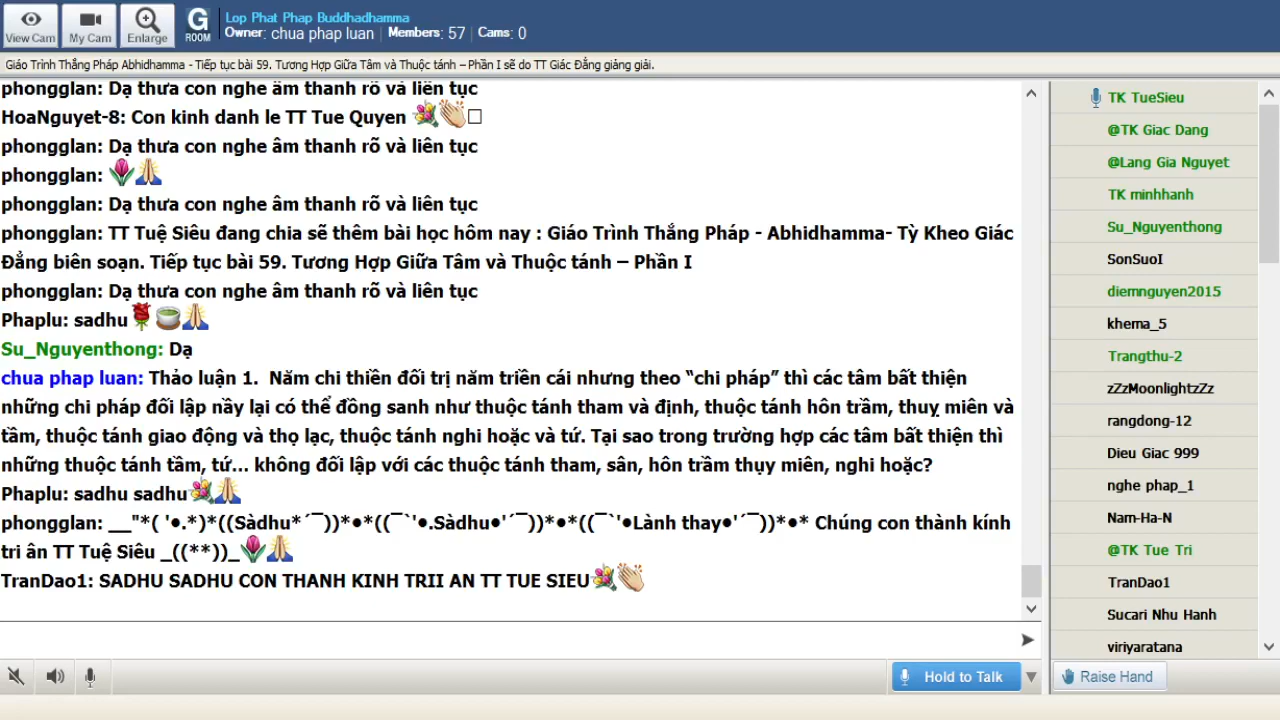 View Cam
My Cam
Enlarge
G
ROOM
Lop Phat Phap Buddhadhamma
Owner: chua phap luan Members: 57 Cams: 0
Giáo Trình Thắng Pháp Abhidhamma - Tiếp tục bài 59. Tương Hợp Giữa Tâm và Thuộc tánh – Phần I sẽ do TT Giác Đẳng giảng giải.
phongglan: Dạ thưa con nghe âm thanh rõ và liên tục
HoaNguyet-8: Con kinh danh le TT Tue Quyen 💐👏□
phongglan: Dạ thưa con nghe âm thanh rõ và liên tục
phongglan: 🌷🙏
phongglan: Dạ thưa con nghe âm thanh rõ và liên tục
phongglan: TT Tuệ Siêu đang chia sẽ thêm bài học hôm nay : Giáo Trình Thắng Pháp - Abhidhamma- Tỳ Kheo Giác
Đẳng biên soạn. Tiếp tục bài 59. Tương Hợp Giữa Tâm và Thuộc tánh – Phần I
phongglan: Dạ thưa con nghe âm thanh rõ và liên tục
Phaplu: sadhu🌹🍵🙏
Su_Nguyenthong: Dạ
chua phap luan: Thảo luận 1.  Năm chi thiền đối trị năm triền cái nhưng theo “chi pháp” thì các tâm bất thiện
những chi pháp đối lập nầy lại có thể đồng sanh như thuộc tánh tham và định, thuộc tánh hôn trầm, thuỵ miên và
tầm, thuộc tánh giao động và thọ lạc, thuộc tánh nghi hoặc và tứ. Tại sao trong trường hợp các tâm bất thiện thì
những thuộc tánh tầm, tứ... không đối lập với các thuộc tánh tham, sân, hôn trầm thụy miên, nghi hoặc?
Phaplu: sadhu sadhu💐🙏
phongglan: __"*( '•.*)*((Sàdhu*´¯))*•*((¯`'•.Sàdhu•'´¯))*•*((¯`'•Lành thay•'´¯))*•* Chúng con thành kính
tri ân TT Tuệ Siêu _((**))_🌷🙏
TranDao1: SADHU SADHU CON THANH KINH TRII AN TT TUE SIEU💐👏
Hold to Talk
TK TueSieu
@TK Giac Dang
@Lang Gia Nguyet
TK minhhanh
Su_Nguyenthong
SonSuoI
diemnguyen2015
khema_5
Trangthu-2
zZzMoonlightzZz
rangdong-12
Dieu Giac 999
nghe phap_1
Nam-Ha-N
@TK Tue Tri
TranDao1
Sucari Nhu Hanh
viriyaratana
Raise Hand